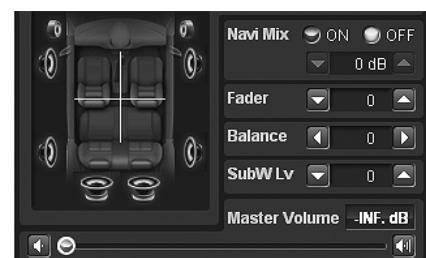 Navi Mix ON OFF
0 dB
Fader 0
Balance 0
SubW Lv 0
Master Volume -INF. dB